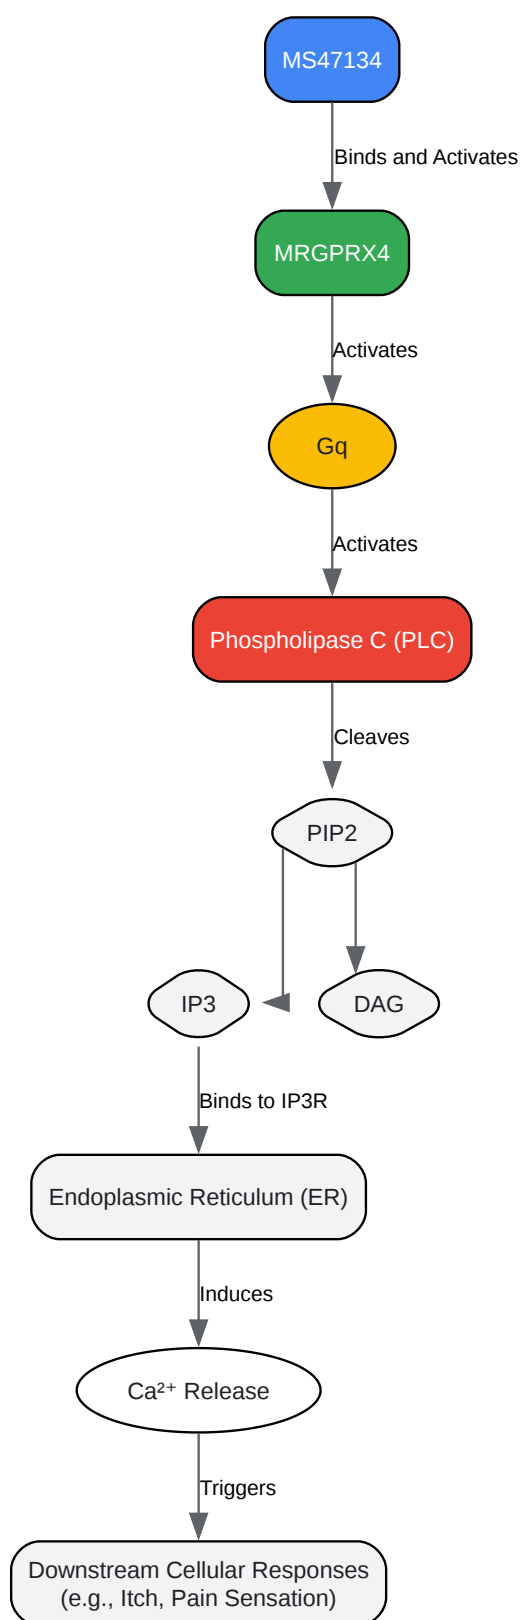 MS47134
Binds and Activates
MRGPRX4
Activates
Gq
Activates
Phospholipase C (PLC)
Cleaves
PIP2
IP3
DAG
Binds to IP3R
Endoplasmic Reticulum (ER)
Induces
Ca²⁺ Release
Triggers
Downstream Cellular Responses
(e.g., Itch, Pain Sensation)